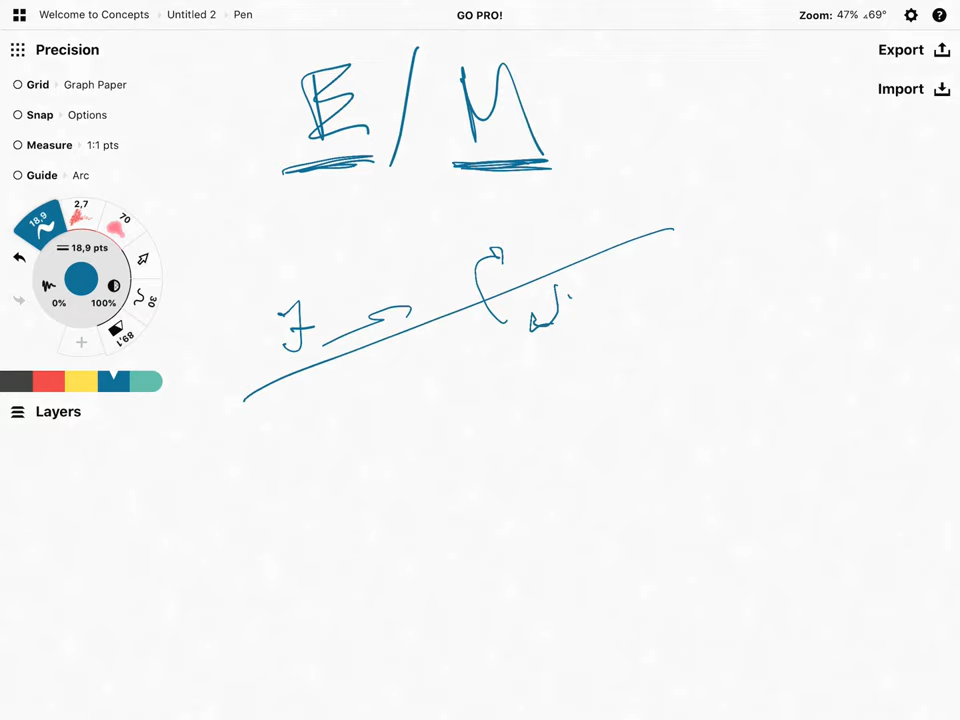 Welcome to Concepts Untitled 2 Pen
GO PRO!
Zoom: 47% ⊿69°
Precision
Export
Import
Grid Graph Paper
Snap Options
Measure 1:1 pts
Guide Arc
18,9
2,7
70
18,9 pts
0%
100%
30
89,1
Layers
E/M